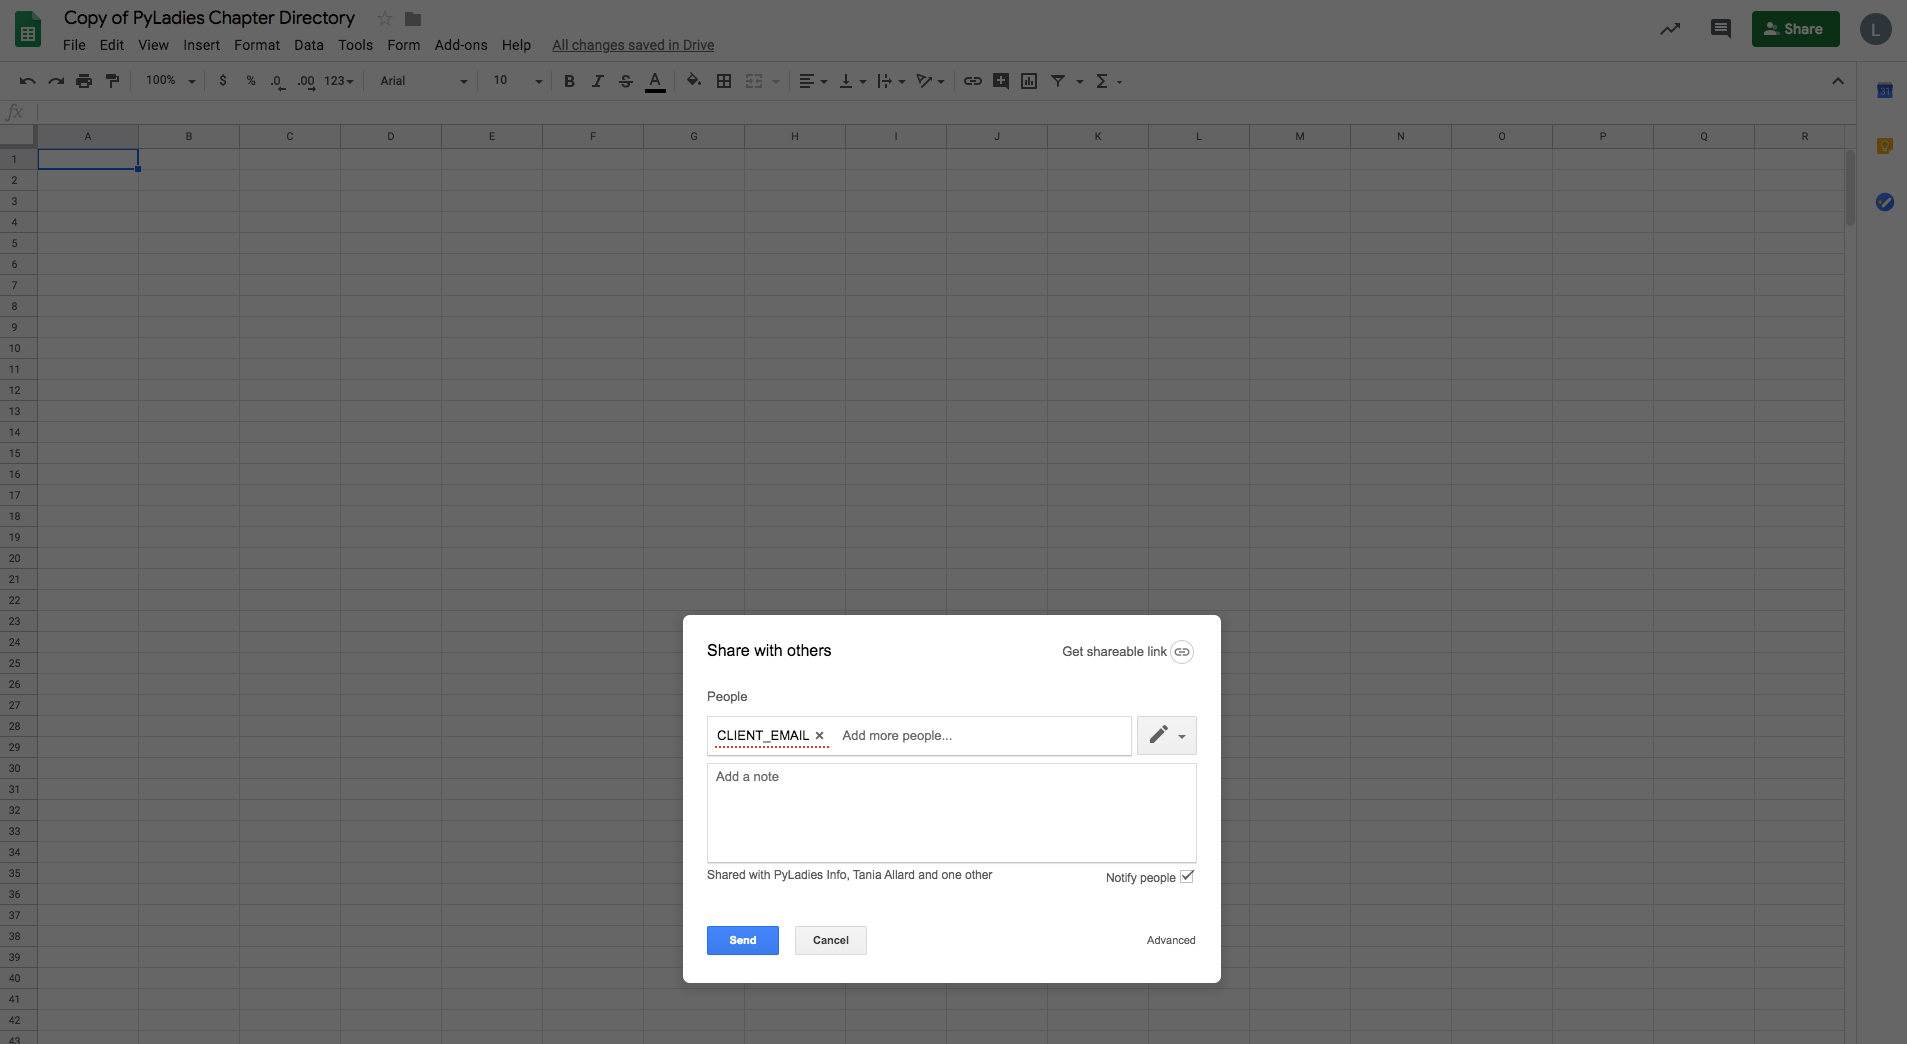 Copy of PyLadies Chapter Directory
File Edit View Insert Format Data Tools Form Add-ons Help All changes saved in Drive
Share
L
100% $ % .0 .00 123 Arial 10 B I S A
31
fx
A B C D E F G H I J K L M N O P Q R
1
2
3
4
5
6
7
8
9
10
11
12
13
14
15
16
17
18
19
20
21
22
23
24
25
26
27
28
29
30
31
32
33
34
35
36
37
38
39
40
41
42
43
Share with others
Get shareable link
People
CLIENT_EMAIL × Add more people...
Add a note
Shared with PyLadies Info, Tania Allard and one other
Notify people
Send Cancel Advanced